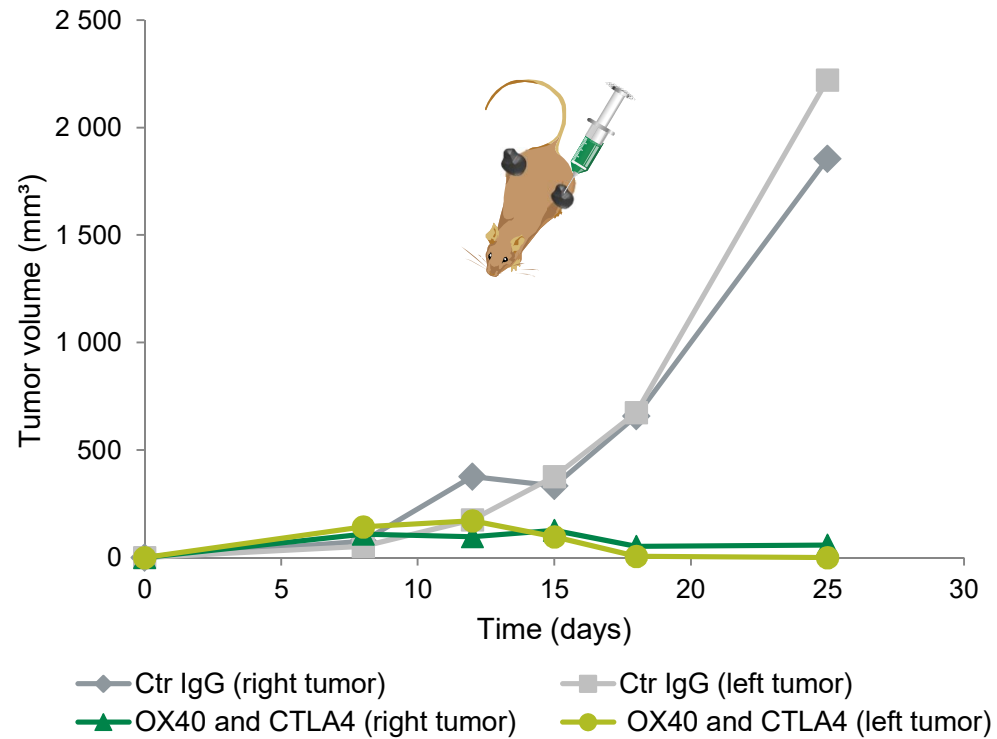 2 500
2 000
1 500
1 000
500
0
Tumor volume (mm³)
0 5 10 15 20 25 30
Time (days)
Ctr IgG (right tumor) Ctr IgG (left tumor)
OX40 and CTLA4 (right tumor) OX40 and CTLA4 (left tumor)